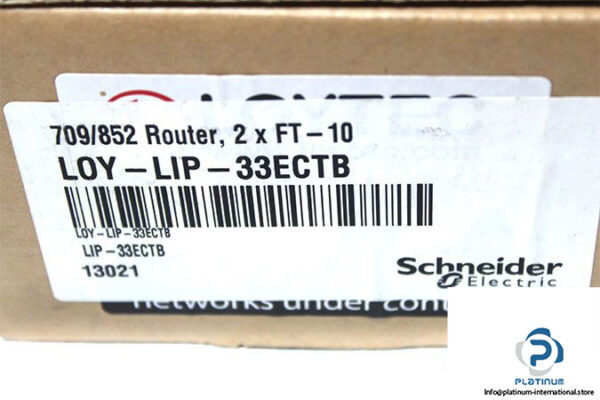 LOYTEC
709/852 Router, 2 x FT-10
LOY-LIP-33ECTB
LOY-LIP-33ECTB
LIP-33ECTB
13021
Schneider
Electric
networks under
PLATINUM
Info@platinum-international.store